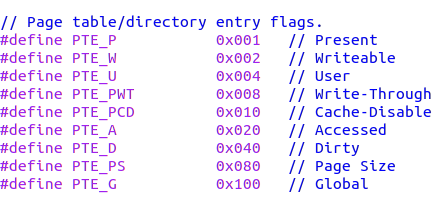 // Page table/directory entry flags.
#define PTE_P           0x001   // Present
#define PTE_W           0x002   // Writeable
#define PTE_U           0x004   // User
#define PTE_PWT         0x008   // Write-Through
#define PTE_PCD         0x010   // Cache-Disable
#define PTE_A           0x020   // Accessed
#define PTE_D           0x040   // Dirty
#define PTE_PS          0x080   // Page Size
#define PTE_G           0x100   // Global